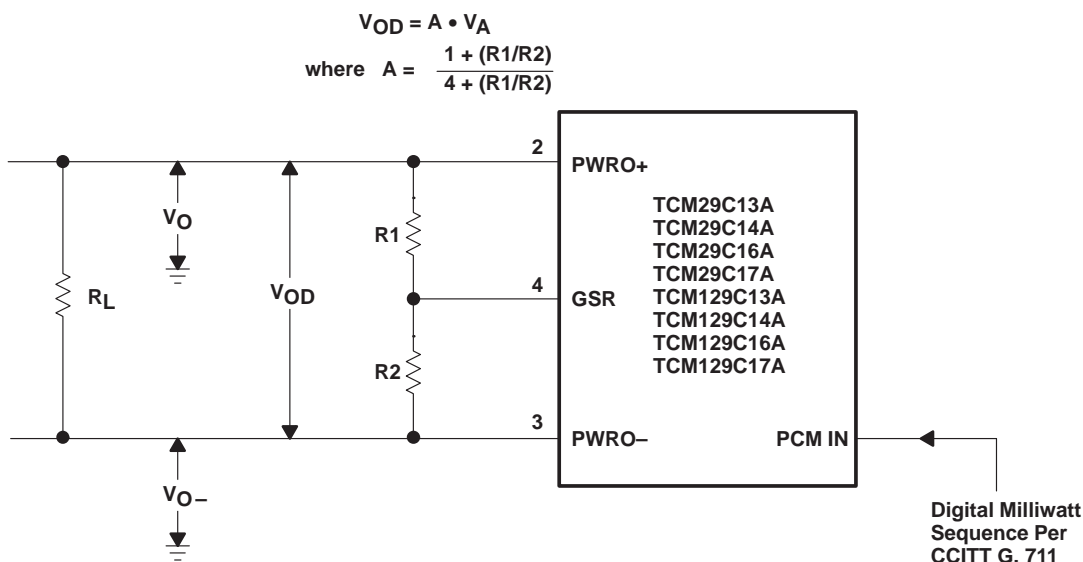 VOD = A • VA
where A = 1 + (R1/R2)
4 + (R1/R2)
2
PWRO+
TCM29C13A
TCM29C14A
TCM29C16A
TCM29C17A
TCM129C13A
TCM129C14A
TCM129C16A
TCM129C17A
VO
R1
RL
VOD
4
GSR
R2
3
PWRO–
PCM IN
VO–
Digital Milliwatt
Sequence Per
CCITT G. 711